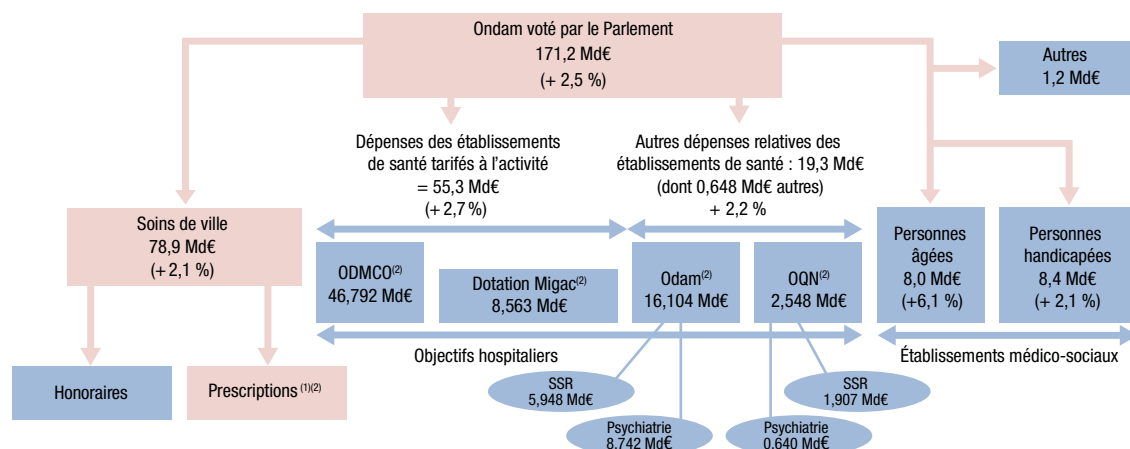 Ondam voté par le Parlement
171,2 Md€
(+ 2,5 %)
Autres
1,2 Md€
Dépenses des établissements
de santé tarifés à l'activité
= 55,3 Md€
(+ 2,7 %)
Autres dépenses relatives des
établissements de santé : 19,3 Md€
(dont 0,648 Md€ autres)
+ 2,2 %
Soins de ville
78,9 Md€
(+ 2,1 %)
ODMCO(2)
46,792 Md€
Dotation Migac(2)
8,563 Md€
Odam(2)
16,104 Md€
OQN(2)
2,548 Md€
Personnes
âgées
8,0 Md€
(+6,1 %)
Personnes
handicapées
8,4 Md€
(+ 2,1 %)
Objectifs hospitaliers
Établissements médico-sociaux
Honoraires
Prescriptions (1)(2)
SSR
5,948 Md€
SSR
1,907 Md€
Psychiatrie
8,742 Md€
Psychiatrie
0,640 Md€